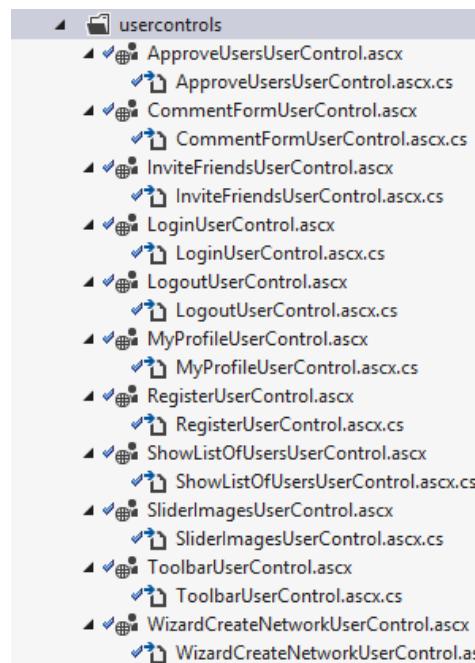 usercontrols
ApproveUsersUserControl.ascx
ApproveUsersUserControl.ascx.cs
CommentFormUserControl.ascx
CommentFormUserControl.ascx.cs
InviteFriendsUserControl.ascx
InviteFriendsUserControl.ascx.cs
LoginUserControl.ascx
LoginUserControl.ascx.cs
LogoutUserControl.ascx
LogoutUserControl.ascx.cs
MyProfileUserControl.ascx
MyProfileUserControl.ascx.cs
RegisterUserControl.ascx
RegisterUserControl.ascx.cs
ShowListOfUsersUserControl.ascx
ShowListOfUsersUserControl.ascx.cs
SliderImagesUserControl.ascx
SliderImagesUserControl.ascx.cs
ToolbarUserControl.ascx
ToolbarUserControl.ascx.cs
WizardCreateNetworkUserControl.ascx
WizardCreateNetworkUserControl.as